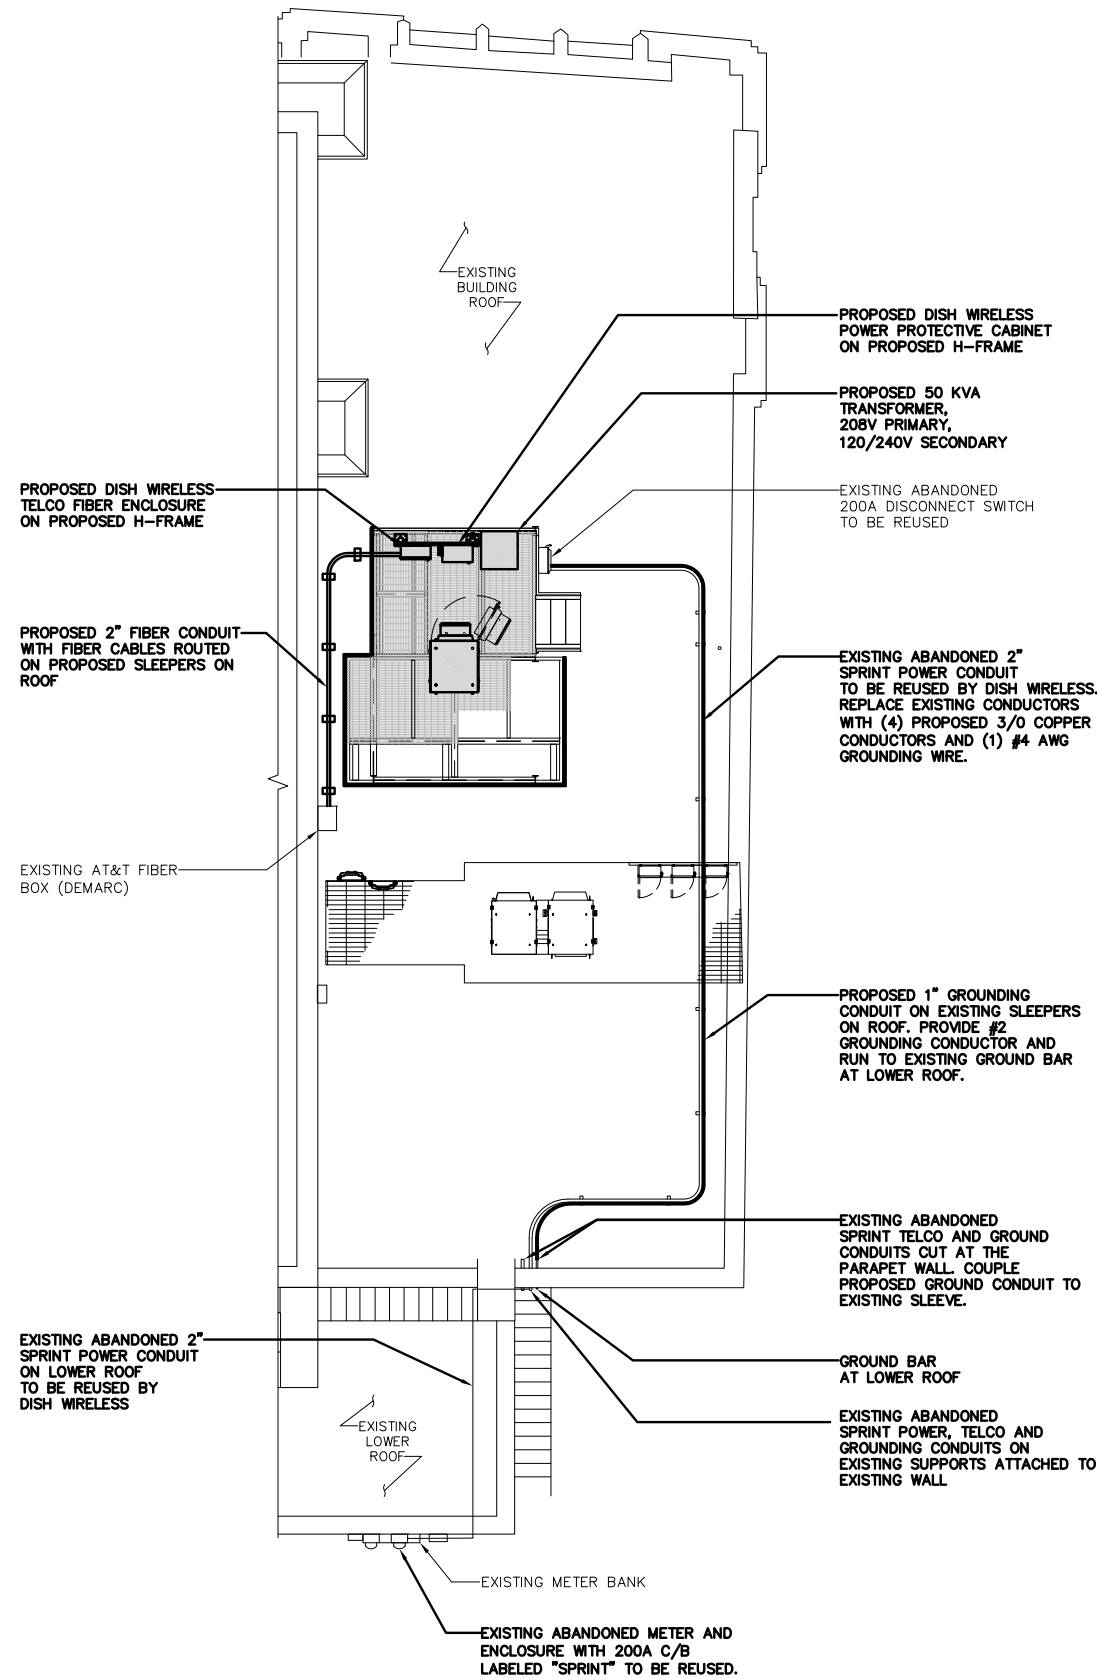 EXISTING
BUILDING
ROOF
PROPOSED DISH WIRELESS
POWER PROTECTIVE CABINET
ON PROPOSED H-FRAME
PROPOSED 50 KVA
TRANSFORMER,
208V PRIMARY,
120/240V SECONDARY
PROPOSED DISH WIRELESS
TELCO FIBER ENCLOSURE
ON PROPOSED H-FRAME
EXISTING ABANDONED
200A DISCONNECT SWITCH
TO BE REUSED
PROPOSED 2" FIBER CONDUIT
WITH FIBER CABLES ROUTED
ON PROPOSED SLEEPERS ON
ROOF
EXISTING ABANDONED 2"
SPRINT POWER CONDUIT
TO BE REUSED BY DISH WIRELESS.
REPLACE EXISTING CONDUCTORS
WITH (4) PROPOSED 3/0 COPPER
CONDUCTORS AND (1) #4 AWG
GROUNDING WIRE.
EXISTING AT&T FIBER
BOX (DEMARC)
PROPOSED 1" GROUNDING
CONDUIT ON EXISTING SLEEPERS
ON ROOF. PROVIDE #2
GROUNDING CONDUCTOR AND
RUN TO EXISTING GROUND BAR
AT LOWER ROOF.
EXISTING ABANDONED
SPRINT TELCO AND GROUND
CONDUITS CUT AT THE
PARAPET WALL. COUPLE
PROPOSED GROUND CONDUIT TO
EXISTING SLEEVE.
EXISTING ABANDONED 2"
SPRINT POWER CONDUIT
ON LOWER ROOF
TO BE REUSED BY
DISH WIRELESS
GROUND BAR
AT LOWER ROOF
EXISTING ABANDONED
SPRINT POWER, TELCO AND
GROUNDING CONDUITS ON
EXISTING SUPPORTS ATTACHED TO
EXISTING WALL
EXISTING
LOWER
ROOF
EXISTING METER BANK
EXISTING ABANDONED METER AND
ENCLOSURE WITH 200A C/B
LABELED "SPRINT" TO BE REUSED.